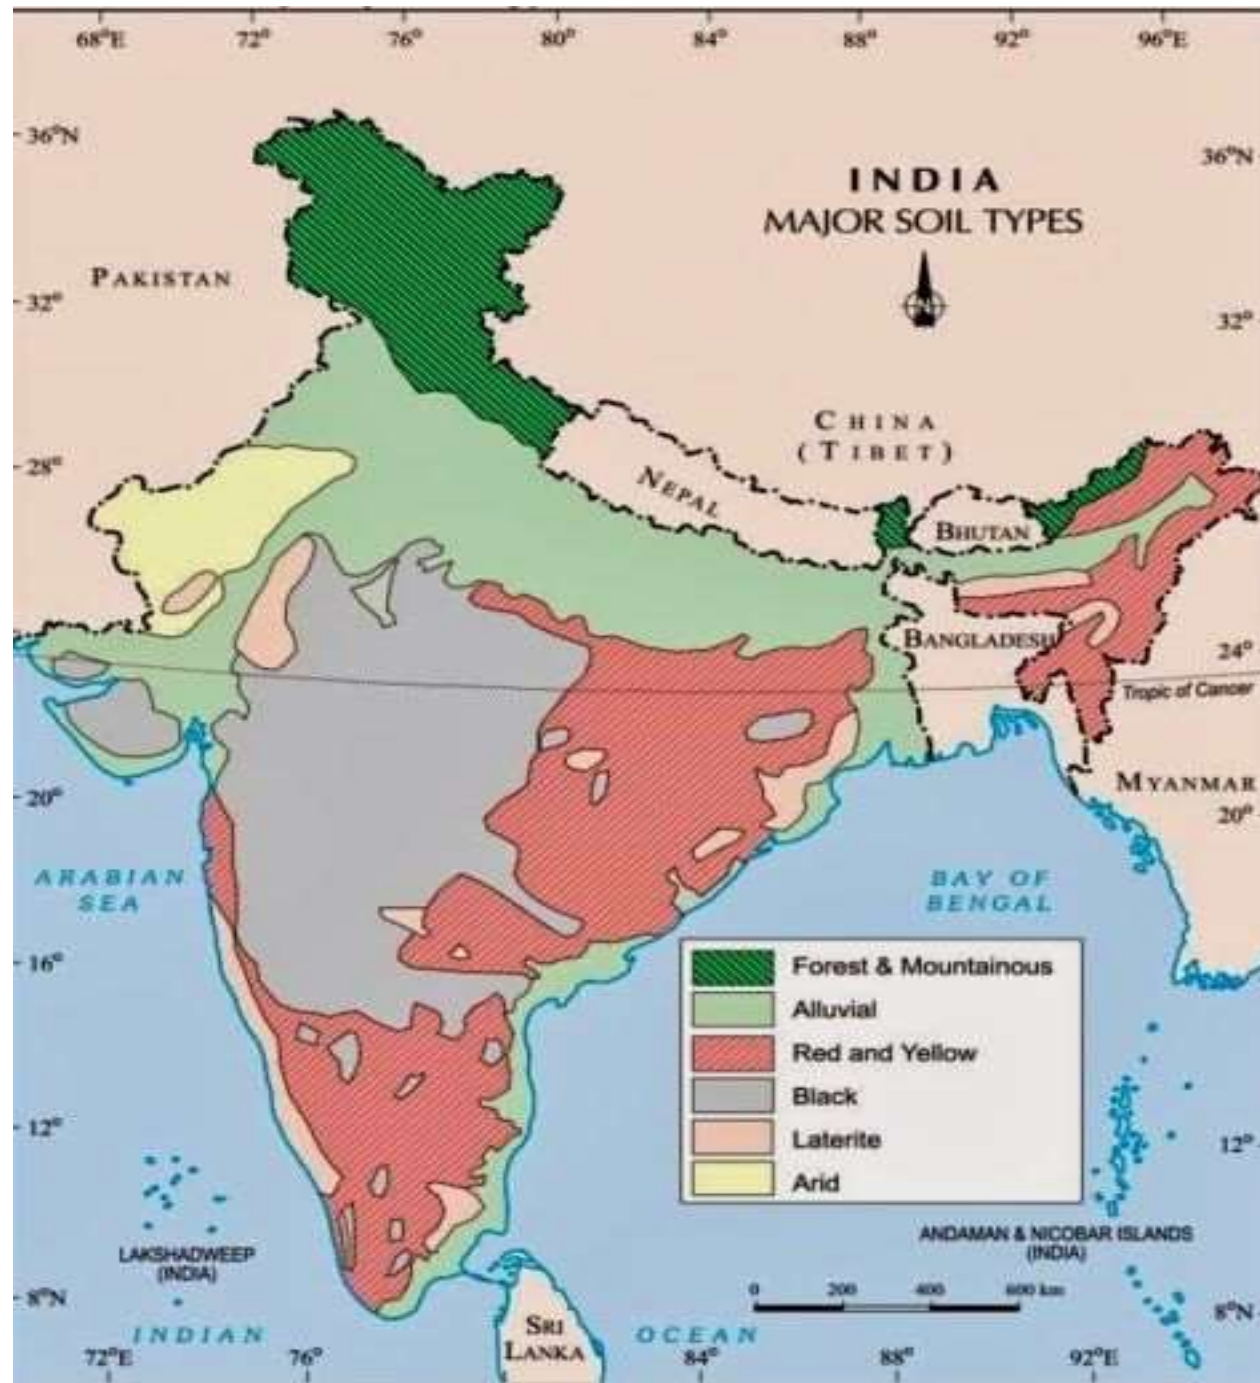 68°E 72° 76° 80° 84° 88° 92° 96°E
36°N
36°N
INDIA
MAJOR SOIL TYPES
PAKISTAN
N
32°
32°
CHINA
(TIBET)
28°
NEPAL
BHUTAN
BANGLADESH
24°
Tropic of Cancer
MYANMAR
20°
20°
ARABIAN
SEA
BAY OF
BENGAL
16°
Forest & Mountainous
Alluvial
Red and Yellow
Black
Laterite
Arid
12°
12°
LAKSHADWEEP
(INDIA)
ANDAMAN & NICOBAR ISLANDS
(INDIA)
0 200 400 600 km
8°N
8°N
INDIAN OCEAN
SRI
LANKA
72°E 76° 84° 88° 92°E